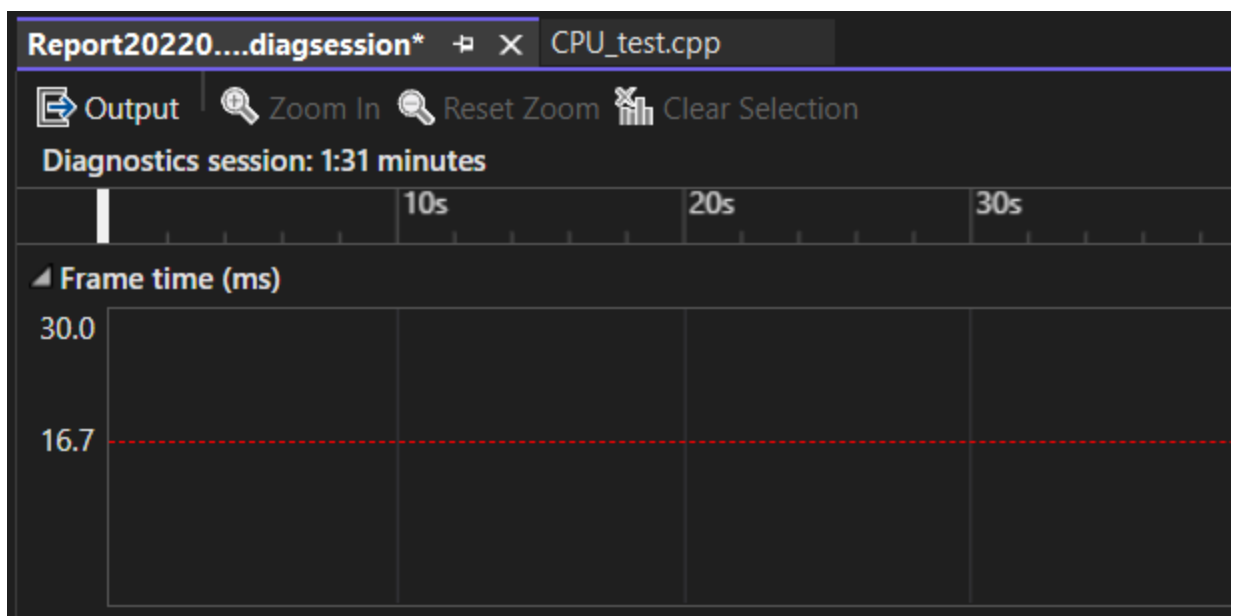 Report20220....diagsession* CPU_test.cpp
Output Zoom In Reset Zoom Clear Selection
Diagnostics session: 1:31 minutes
10s 20s 30s
Frame time (ms)
30.0
16.7